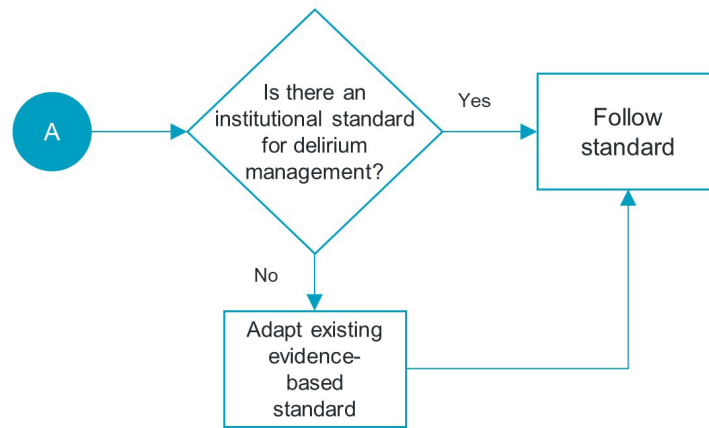 A
Is there an
institutional standard
for delirium
management?
Yes
Follow
standard
No
Adapt existing
evidence-
based
standard